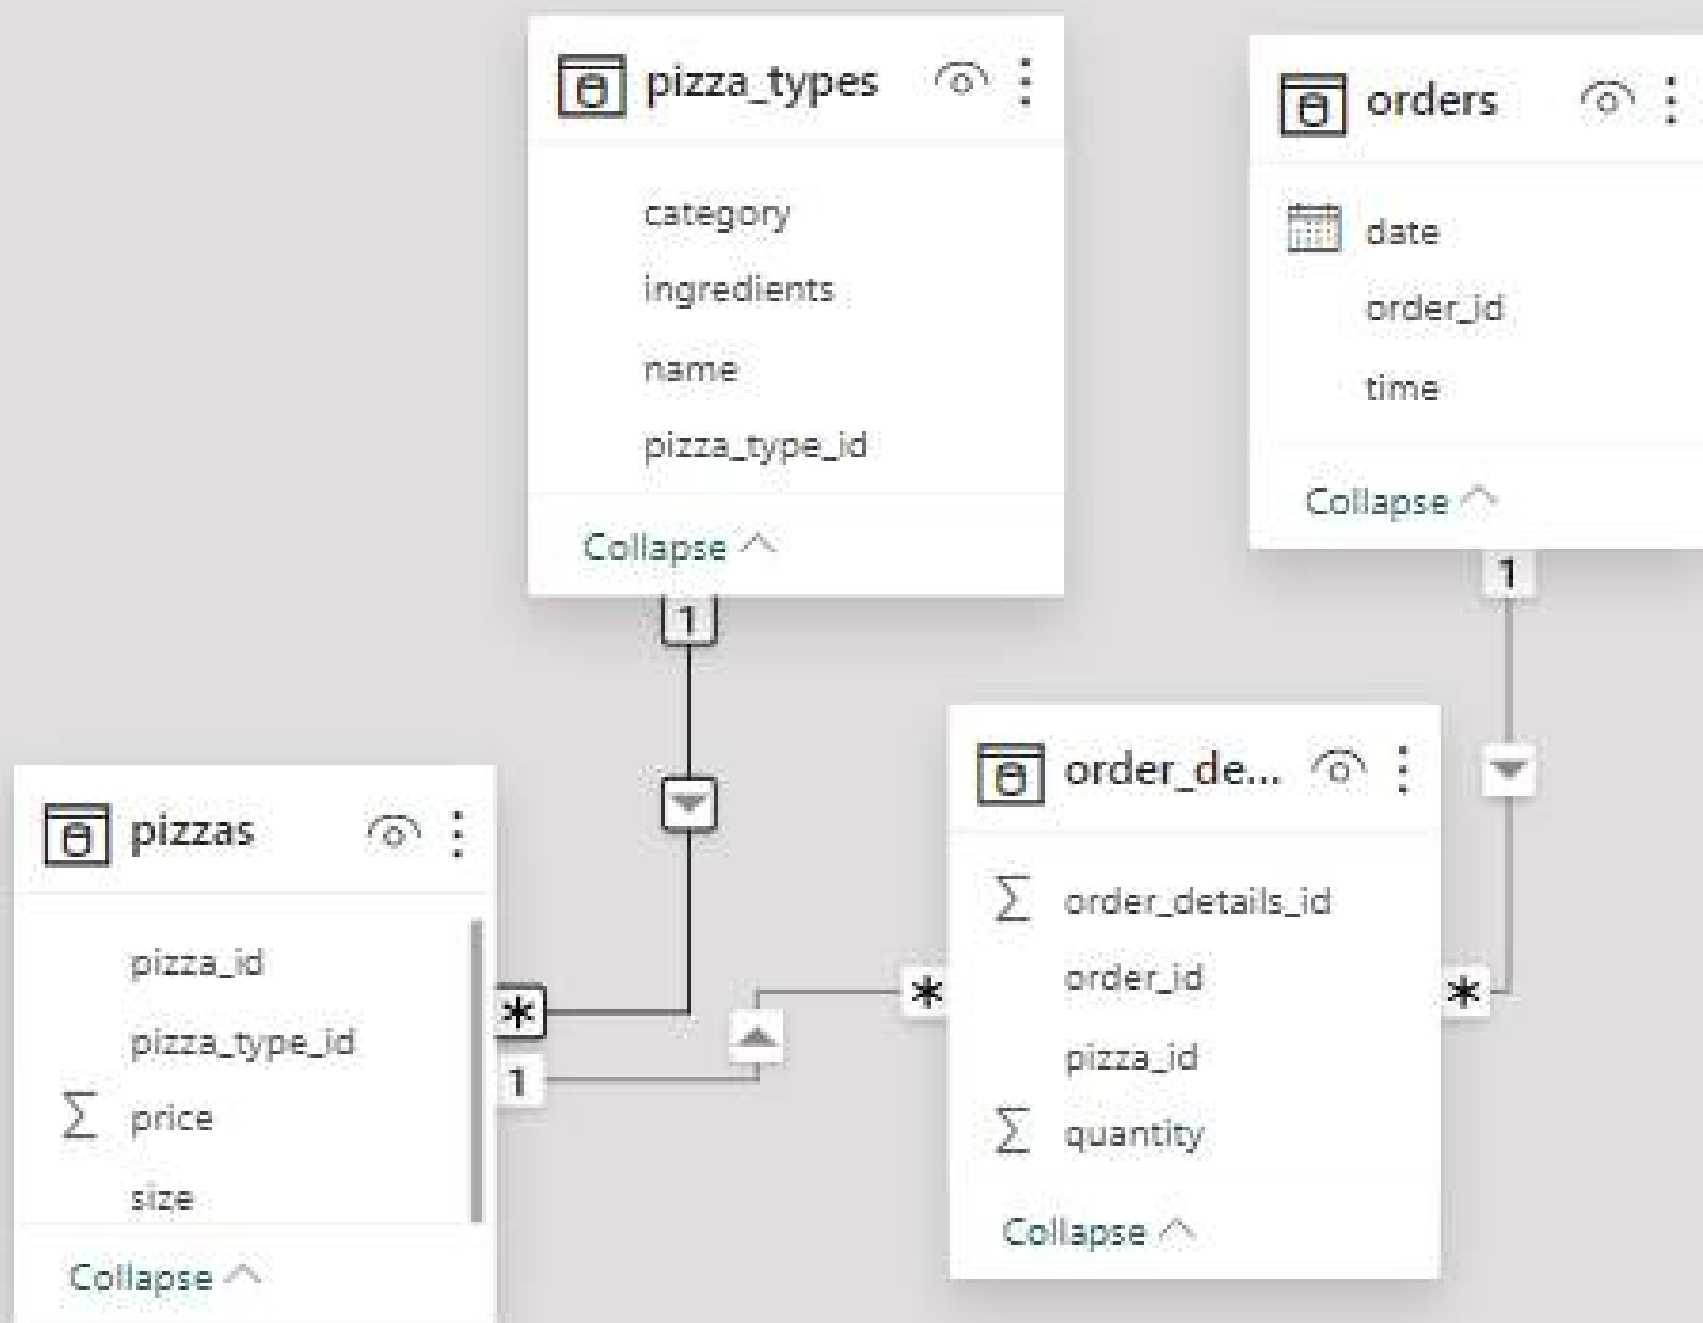 pizza_types
category
ingredients
name
pizza_type_id
Collapse
1
orders
date
order_id
time
Collapse
1
pizzas
pizza_id
pizza_type_id
price
size
Collapse
*
1
order_de...
order_details_id
order_id
pizza_id
quantity
Collapse
*
*